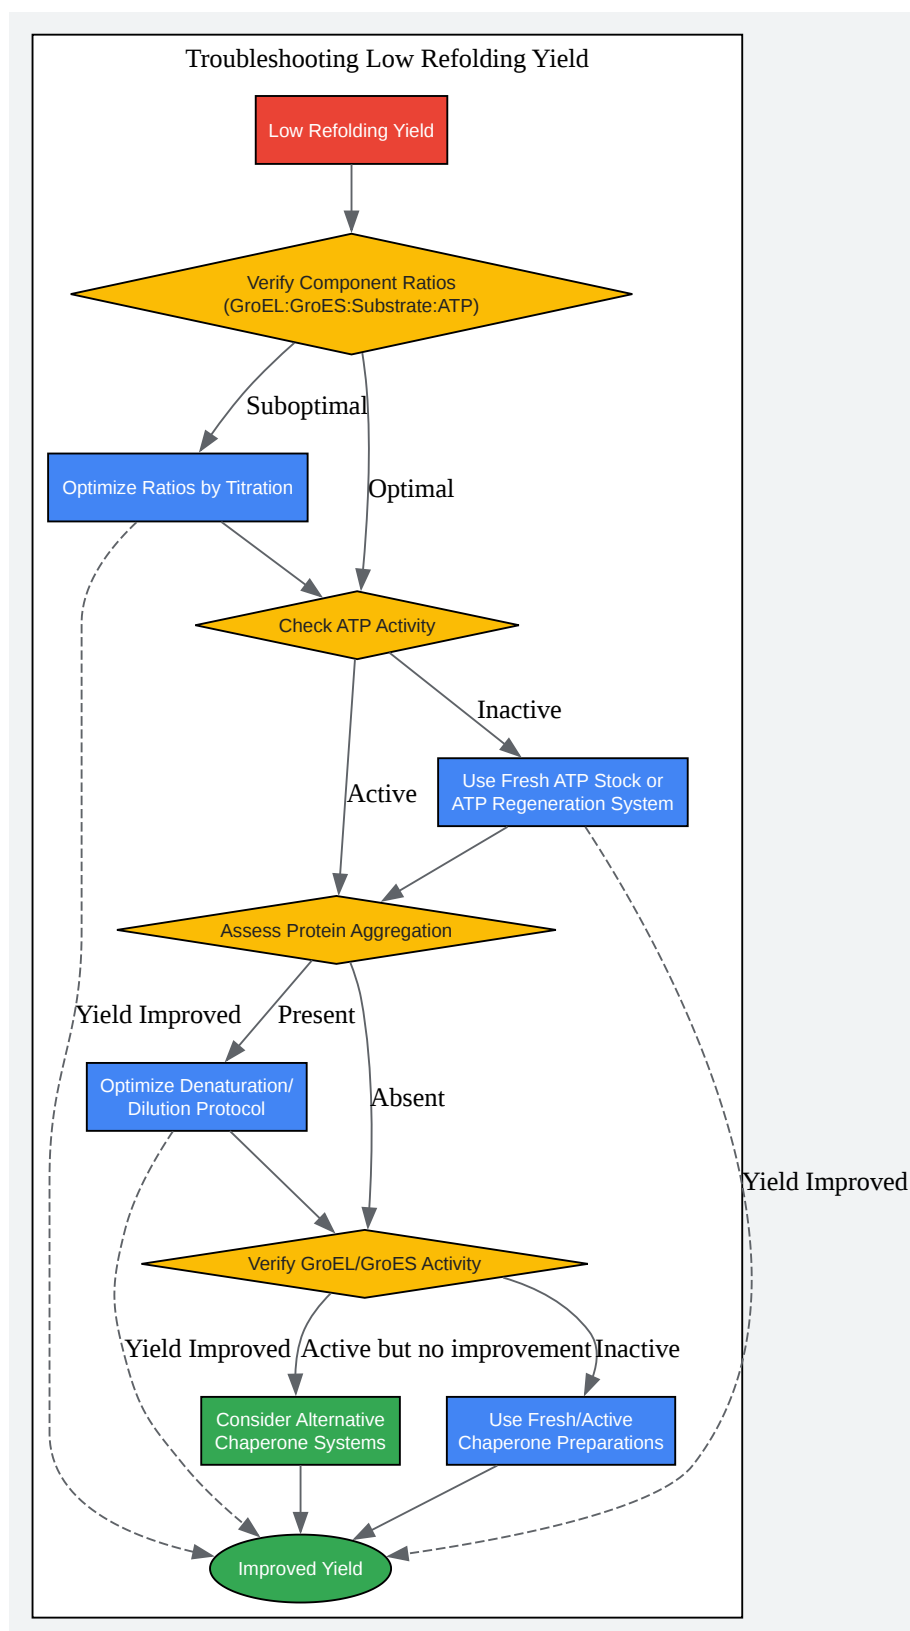 Troubleshooting Low Refolding Yield
Low Refolding Yield
Verify Component Ratios
(GroEL:GroES:Substrate:ATP)
Suboptimal
Optimize Ratios by Titration
Optimal
Check ATP Activity
Inactive
Use Fresh ATP Stock or
ATP Regeneration System
Active
Assess Protein Aggregation
Yield Improved
Present
Optimize Denaturation/
Dilution Protocol
Absent
Yield Improved
Verify GroEL/GroES Activity
Yield Improved
Active but no improvement
Inactive
Consider Alternative
Chaperone Systems
Use Fresh/Active
Chaperone Preparations
Improved Yield